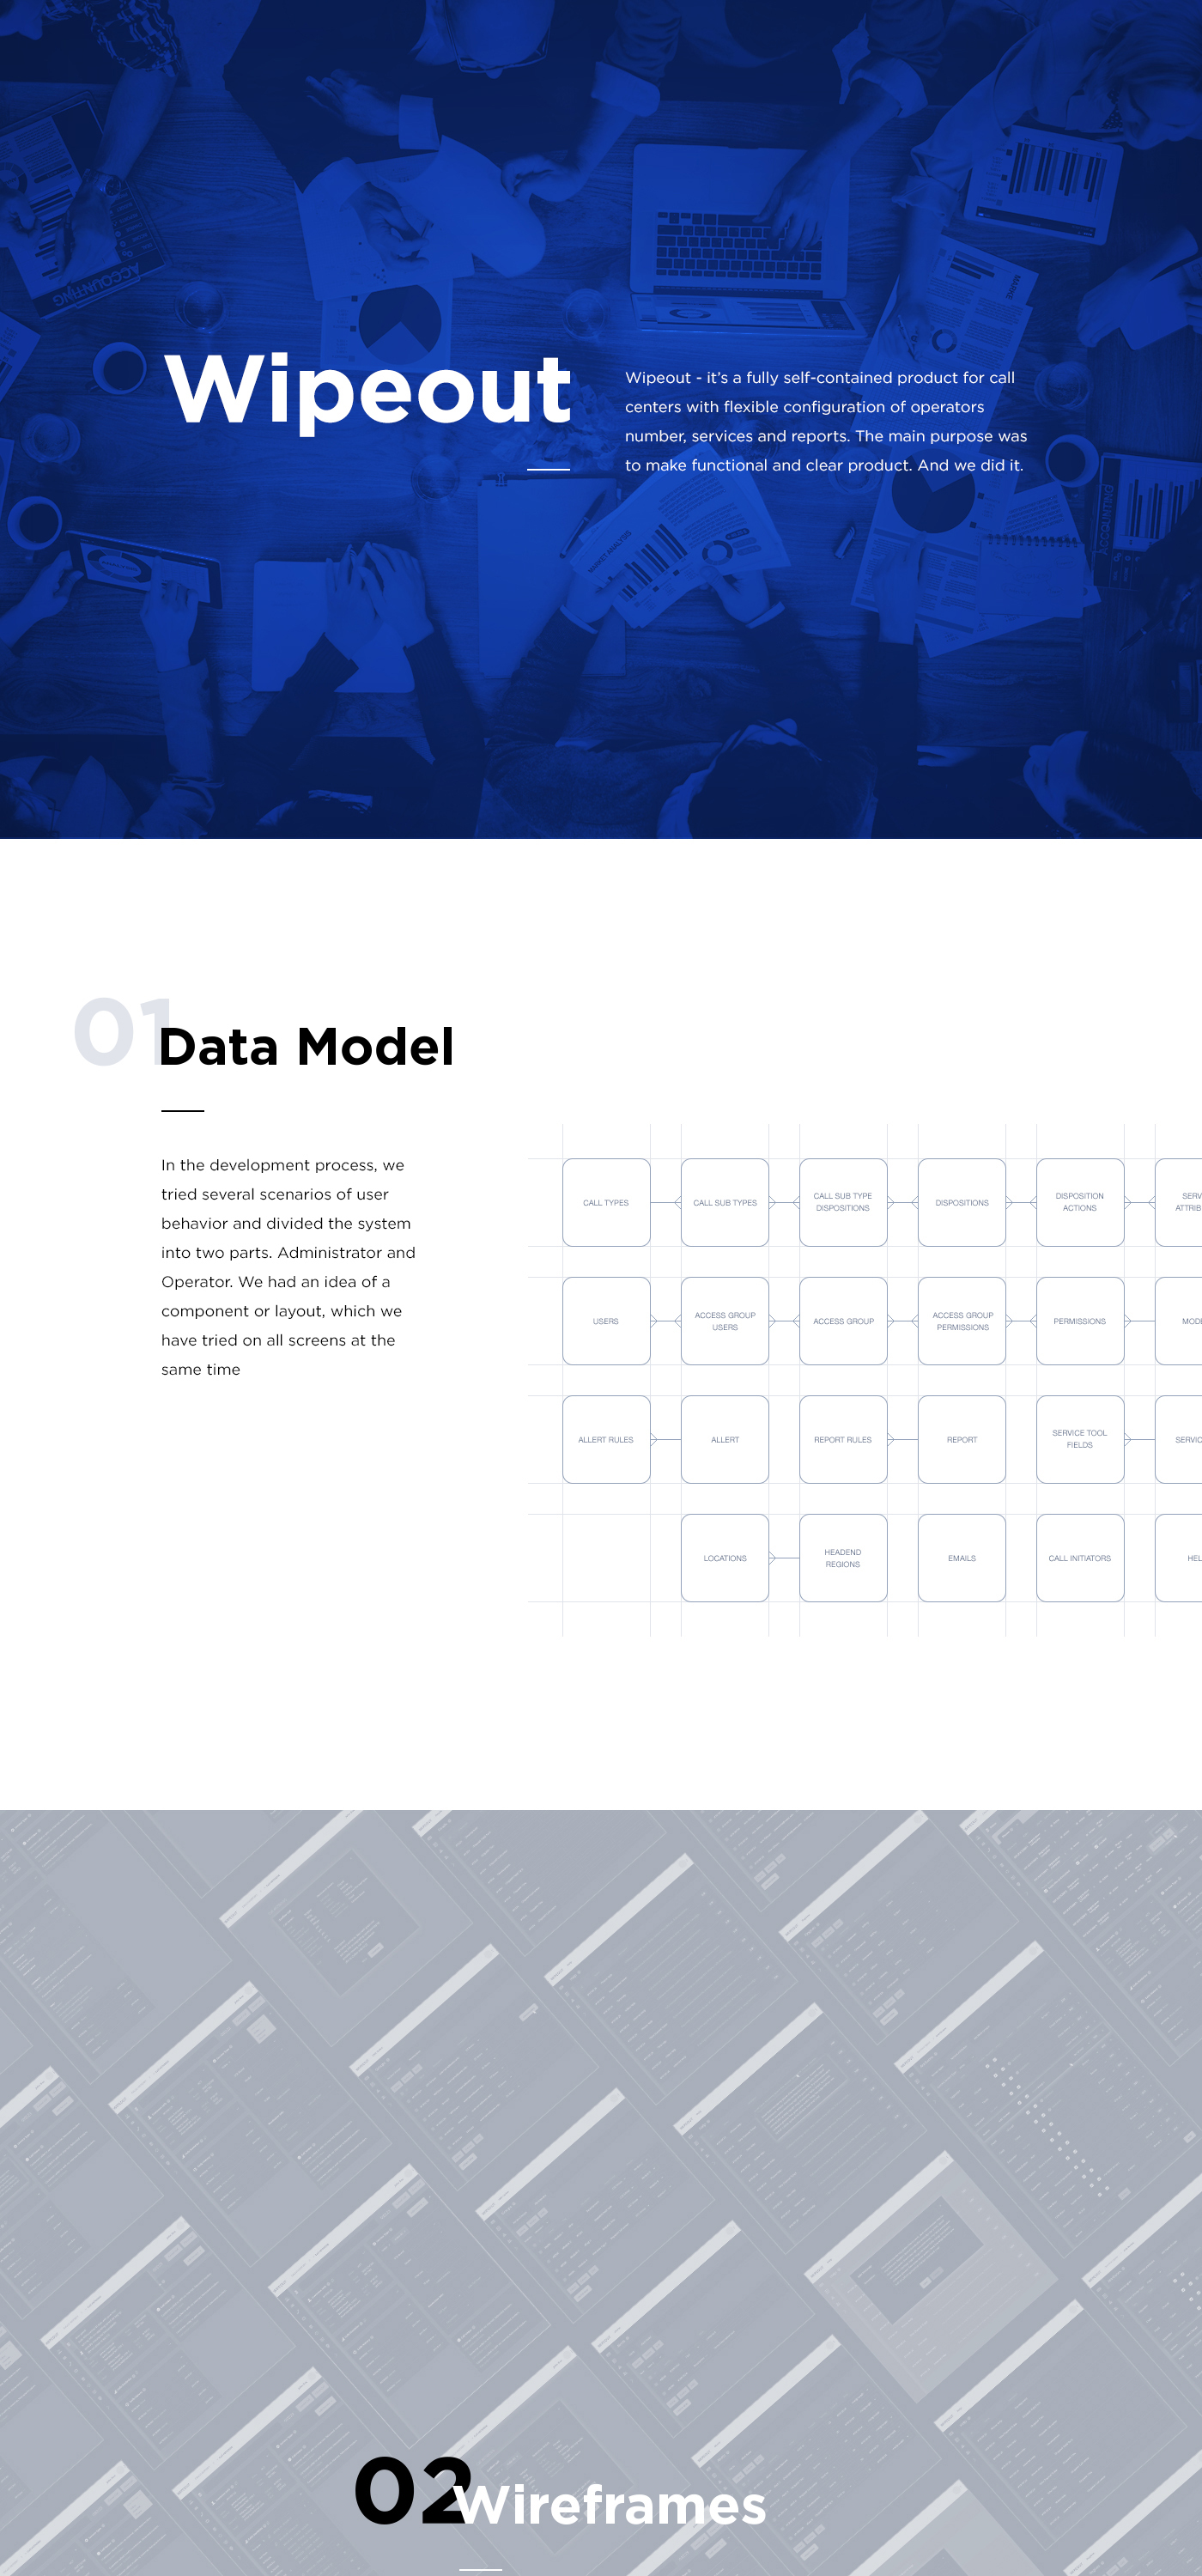 Wipeout
Wipeout - it's a fully self-contained product for call
centers with flexible configuration of operators
number, services and reports. The main purpose was
to make functional and clear product. And we did it.
ACCOUNTING
MARKET ANALYSIS
ACCOUNTING
01
Data Model
In the development process, we
tried several scenarios of user
behavior and divided the system
into two parts. Administrator and
Operator. We had an idea of a
component or layout, which we
have tried on all screens at the
same time
CALL TYPES
CALL SUB TYPES
CALL SUB TYPE
DISPOSITIONS
DISPOSITIONS
DISPOSITION
ACTIONS
SERV
ATTRIB
USERS
ACCESS GROUP
USERS
ACCESS GROUP
ACCESS GROUP
PERMISSIONS
PERMISSIONS
MOD
ALLERT RULES
ALLERT
REPORT RULES
REPORT
SERVICE TOOL
FIELDS
SERVIC
LOCATIONS
HEADEND
REGIONS
EMAILS
CALL INITIATORS
HEL
02
Wireframes